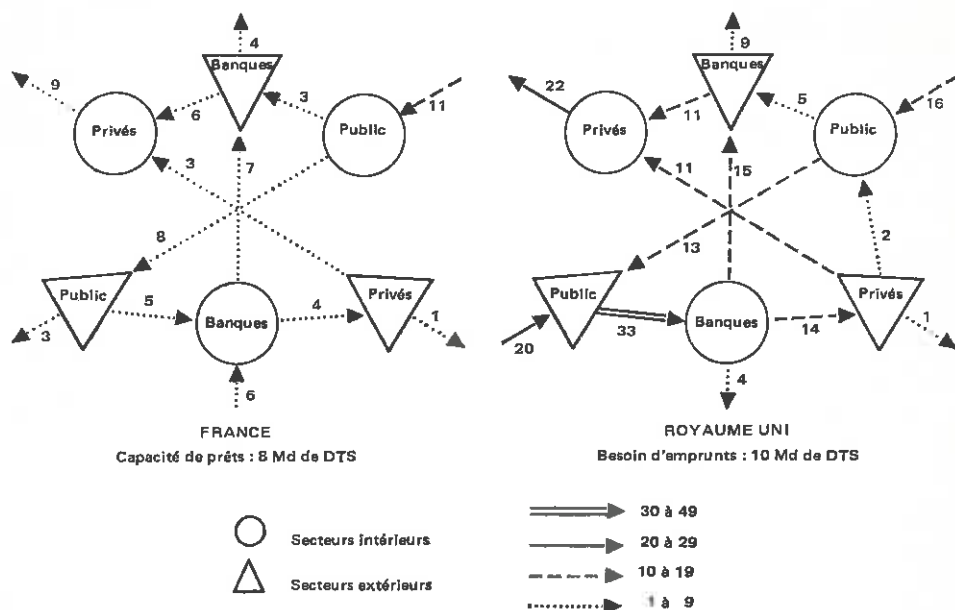 4
Banques
9
6
3
11
Privés
Public
3
7
8
Public
5
Banques
4
Privés
3
1
6
FRANCE
Capacité de prêts : 8 Md de DTS
9
Banques
22
11
5
16
Privés
Public
11
15
2
13
Public
33
Banques
14
Privés
20
1
4
ROYAUME UNI
Besoin d'emprunts : 10 Md de DTS
Secteurs intérieurs
Secteurs extérieurs
30 à 49
20 à 29
10 à 19
1 à 9